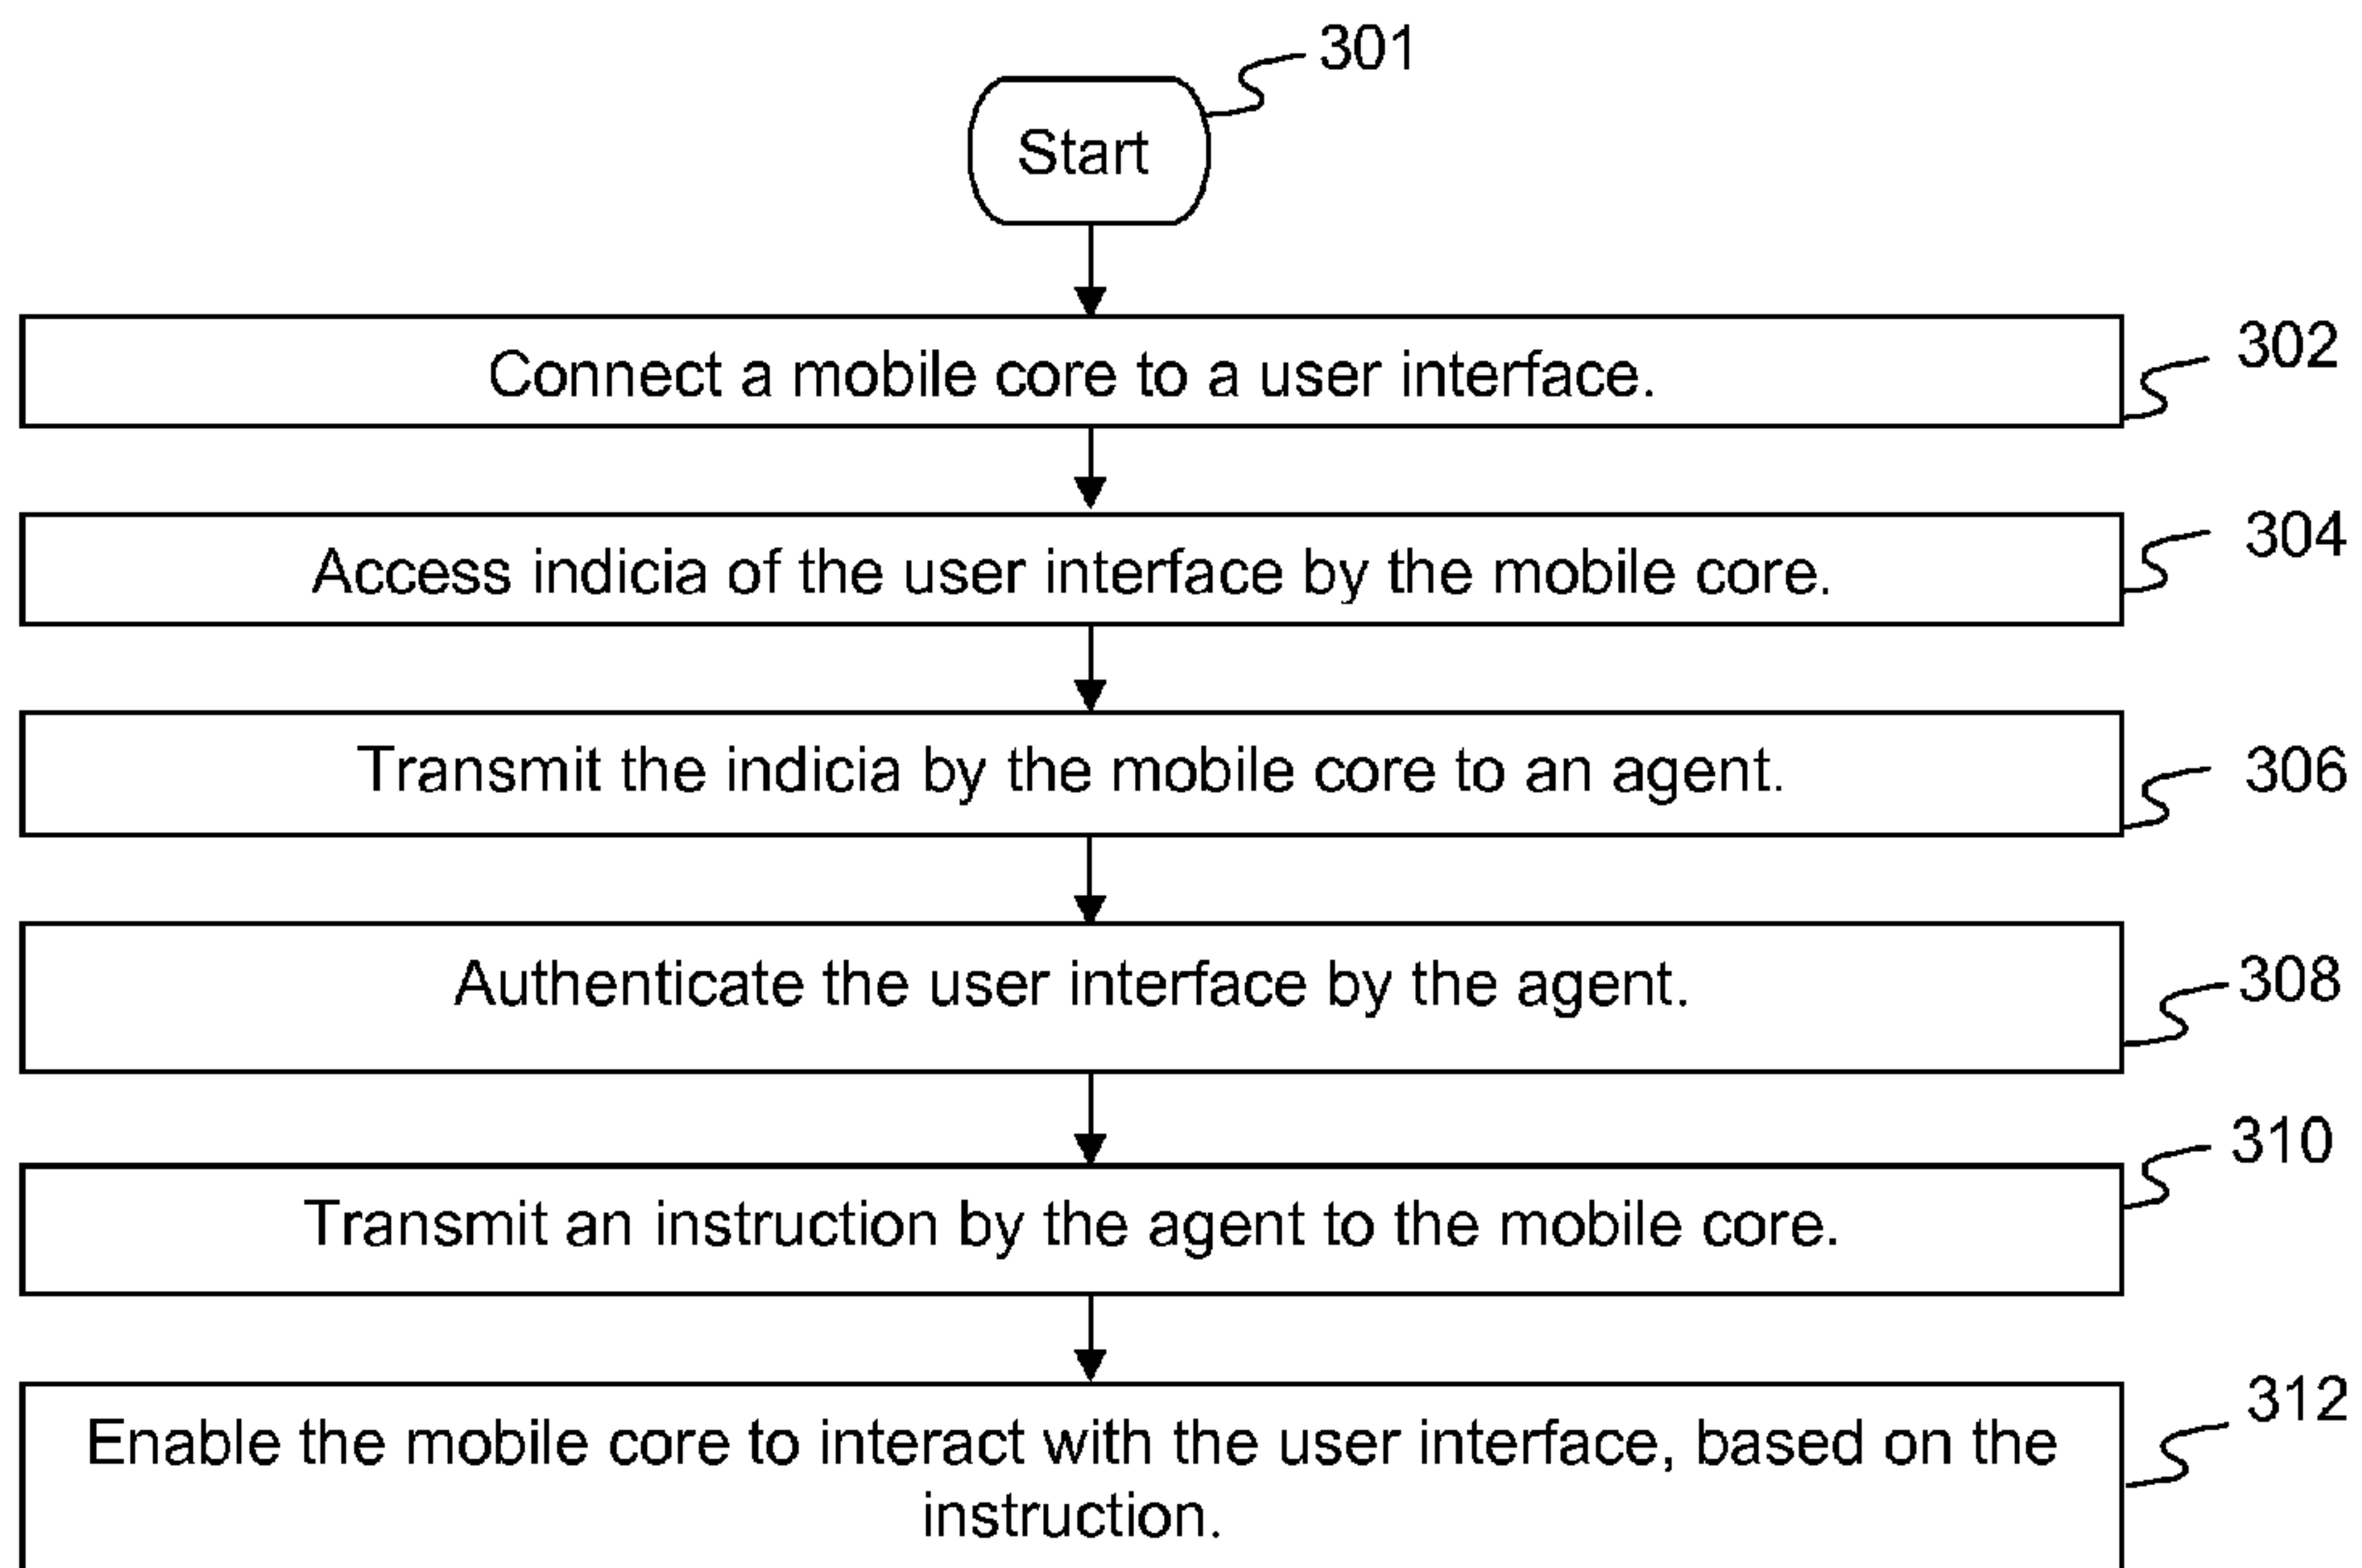 301
Start
Connect a mobile core to a user interface.
302
Access indicia of the user interface by the mobile core.
304
Transmit the indicia by the mobile core to an agent.
306
Authenticate the user interface by the agent.
308
Transmit an instruction by the agent to the mobile core.
310
Enable the mobile core to interact with the user interface, based on the
instruction.
312